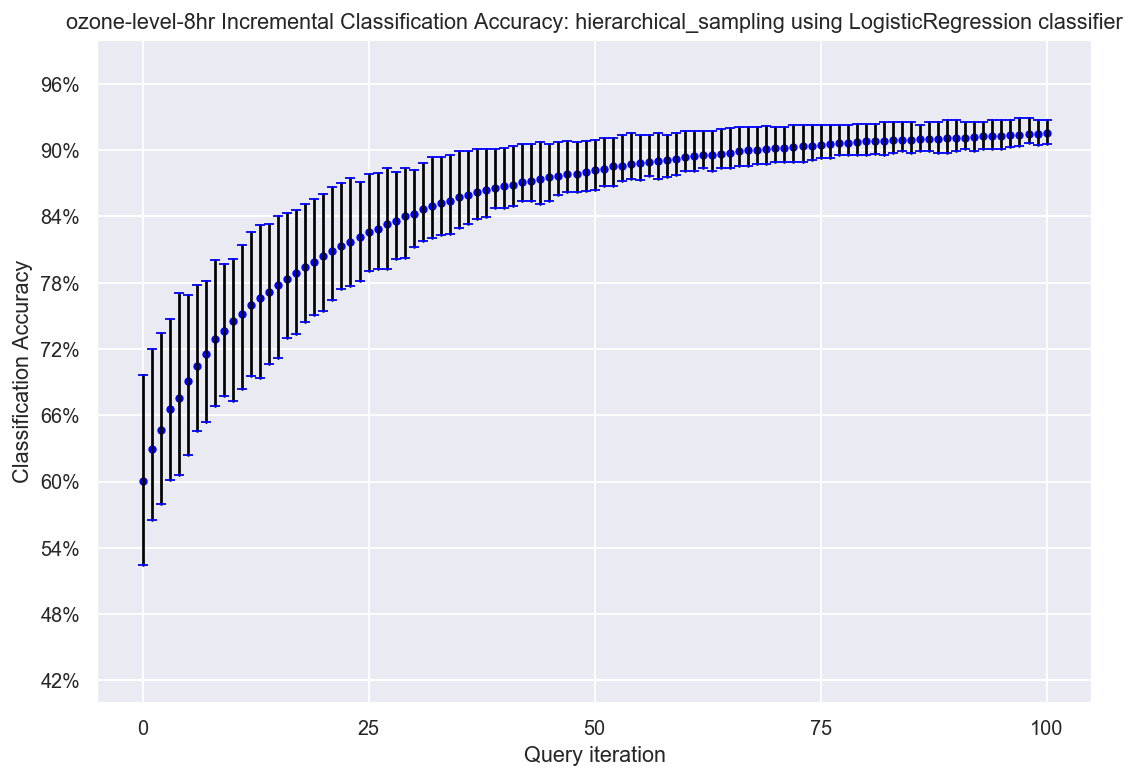 ozone-level-8hr Incremental Classification Accuracy: hierarchical_sampling using LogisticRegression classifier
96%
90%
84%
78%
72%
66%
60%
54%
48%
42%
Classification Accuracy
0 25 50 75 100
Query iteration